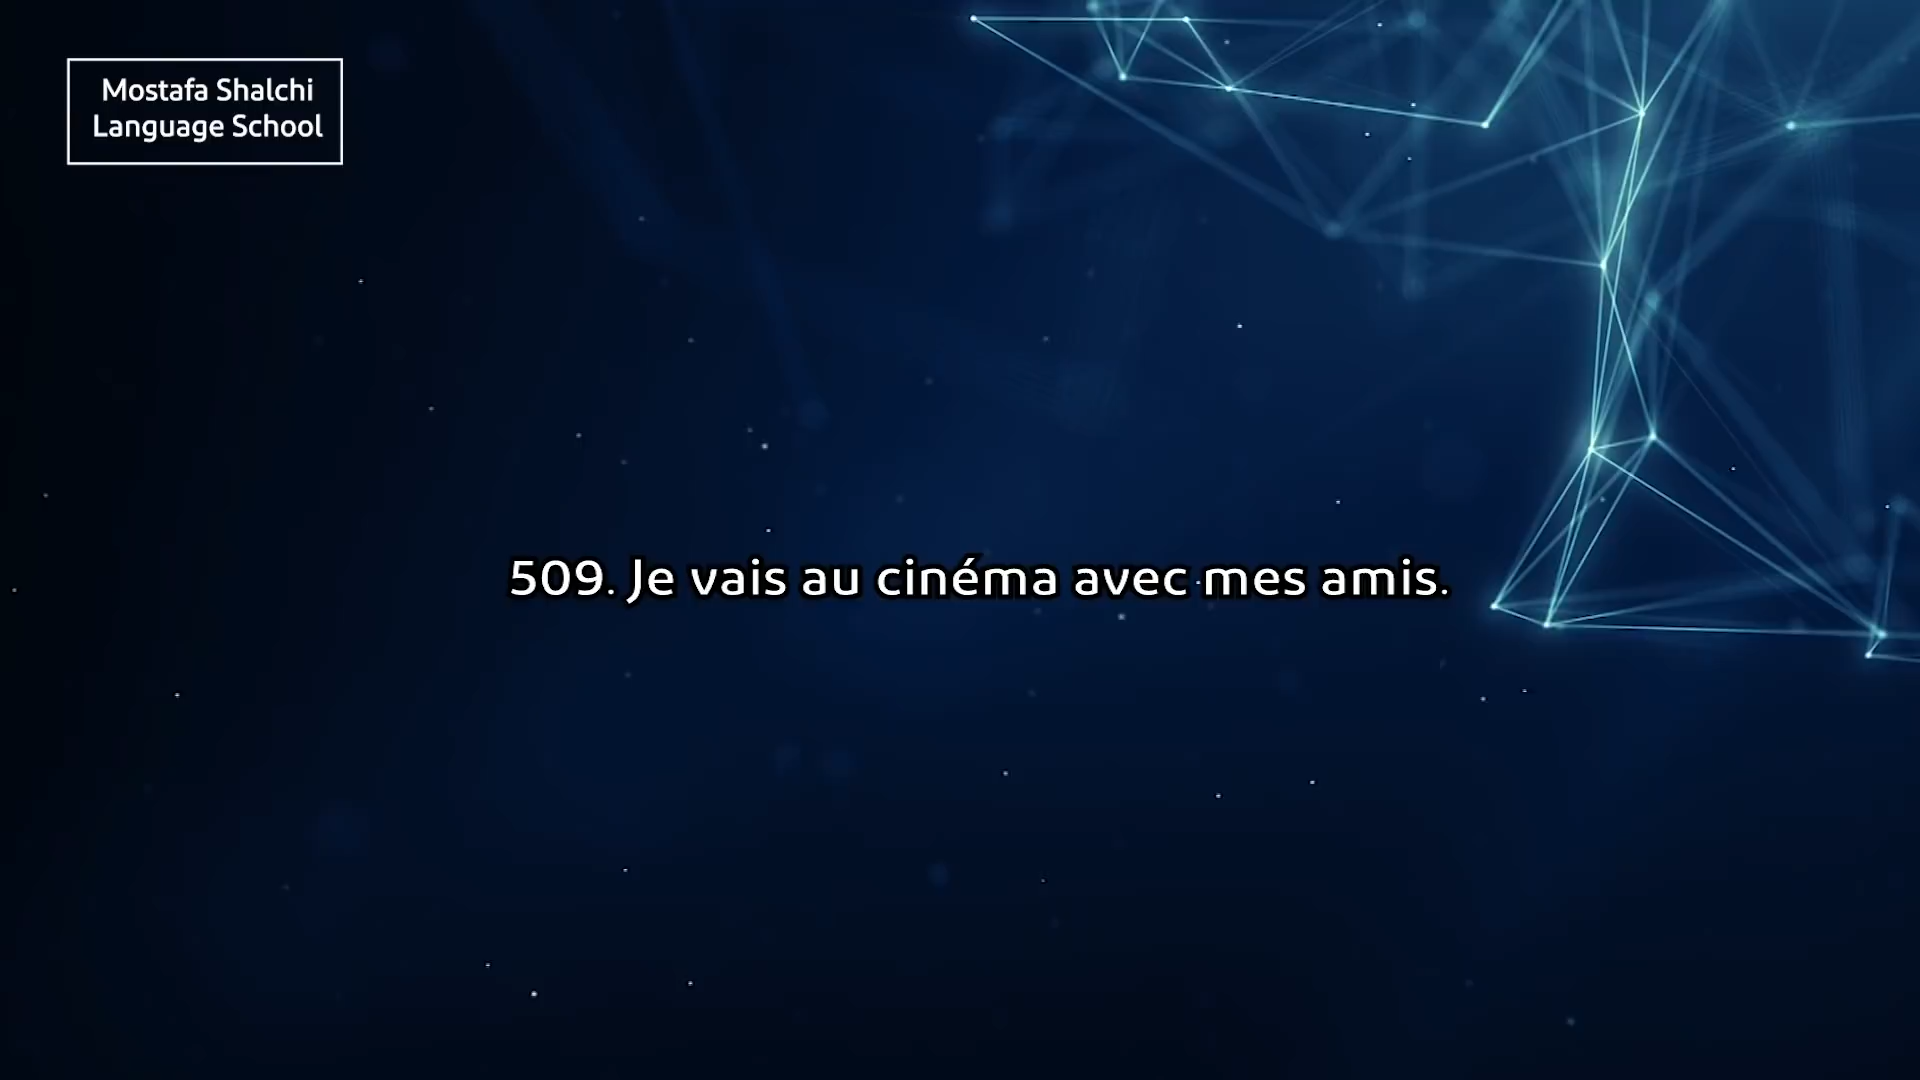 Mostafa Shalchi
Language School
509. Je vais au cinéma avec mes amis.